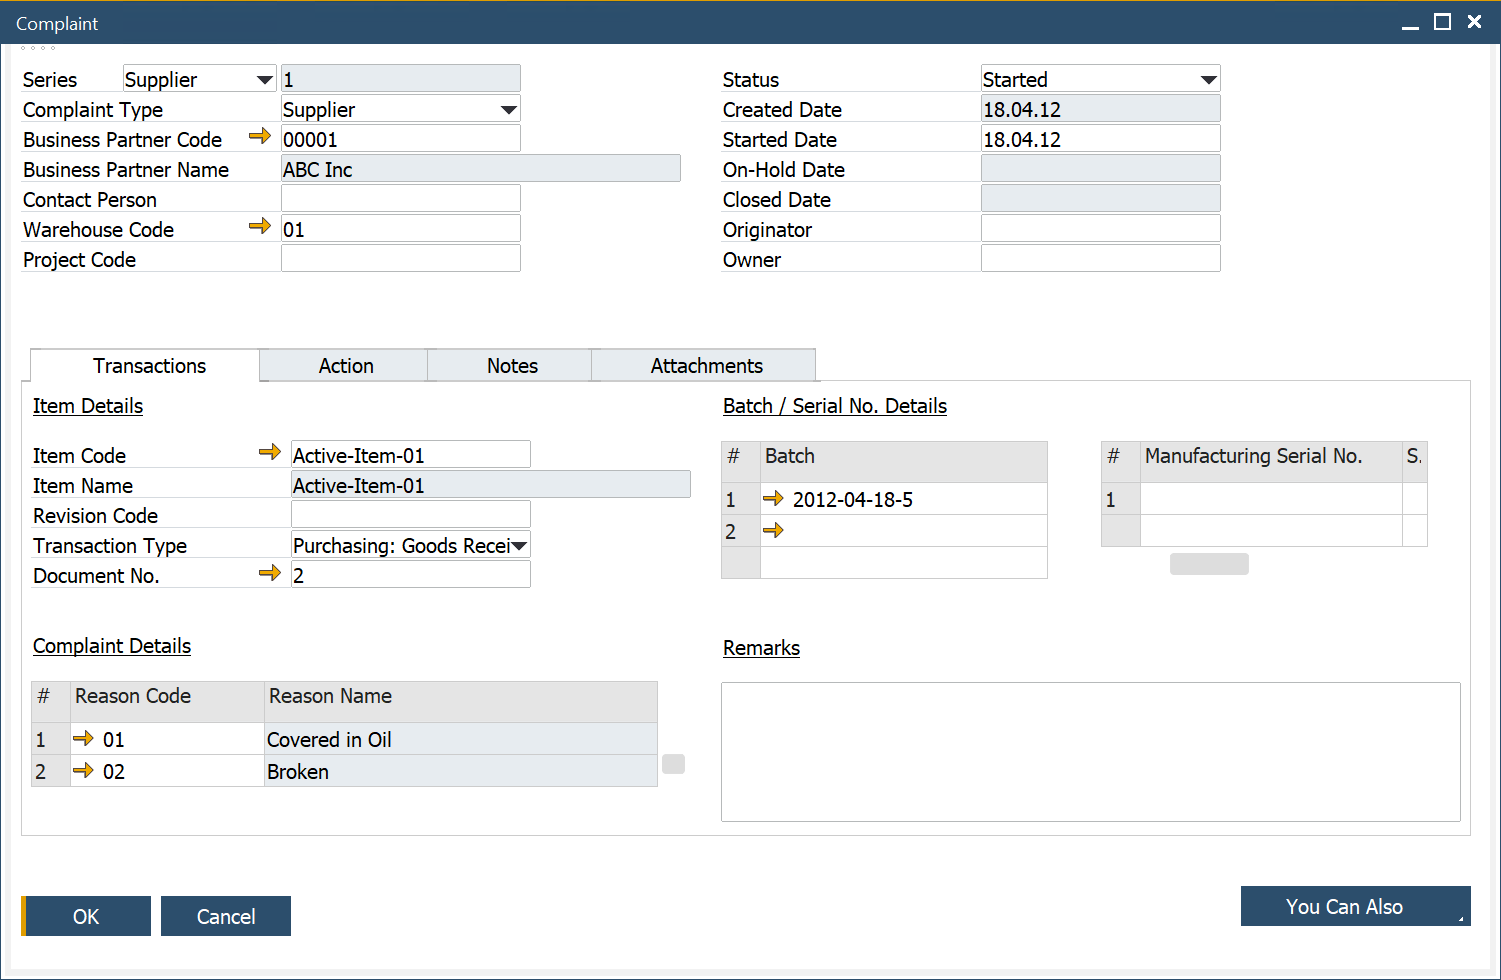 Complaint
Series Supplier 1
Complaint Type Supplier
Business Partner Code 00001
Business Partner Name ABC Inc
Contact Person
Warehouse Code 01
Project Code
Status Started
Created Date 18.04.12
Started Date 18.04.12
On-Hold Date
Closed Date
Originator
Owner
Transactions Action Notes Attachments
Item Details
Item Code Active-Item-01
Item Name Active-Item-01
Revision Code
Transaction Type Purchasing: Goods Recei
Document No. 2
Batch / Serial No. Details
# Batch
1 2012-04-18-5
2
# Manufacturing Serial No. S.
1
Complaint Details
# Reason Code Reason Name
1 01 Covered in Oil
2 02 Broken
Remarks
OK Cancel You Can Also